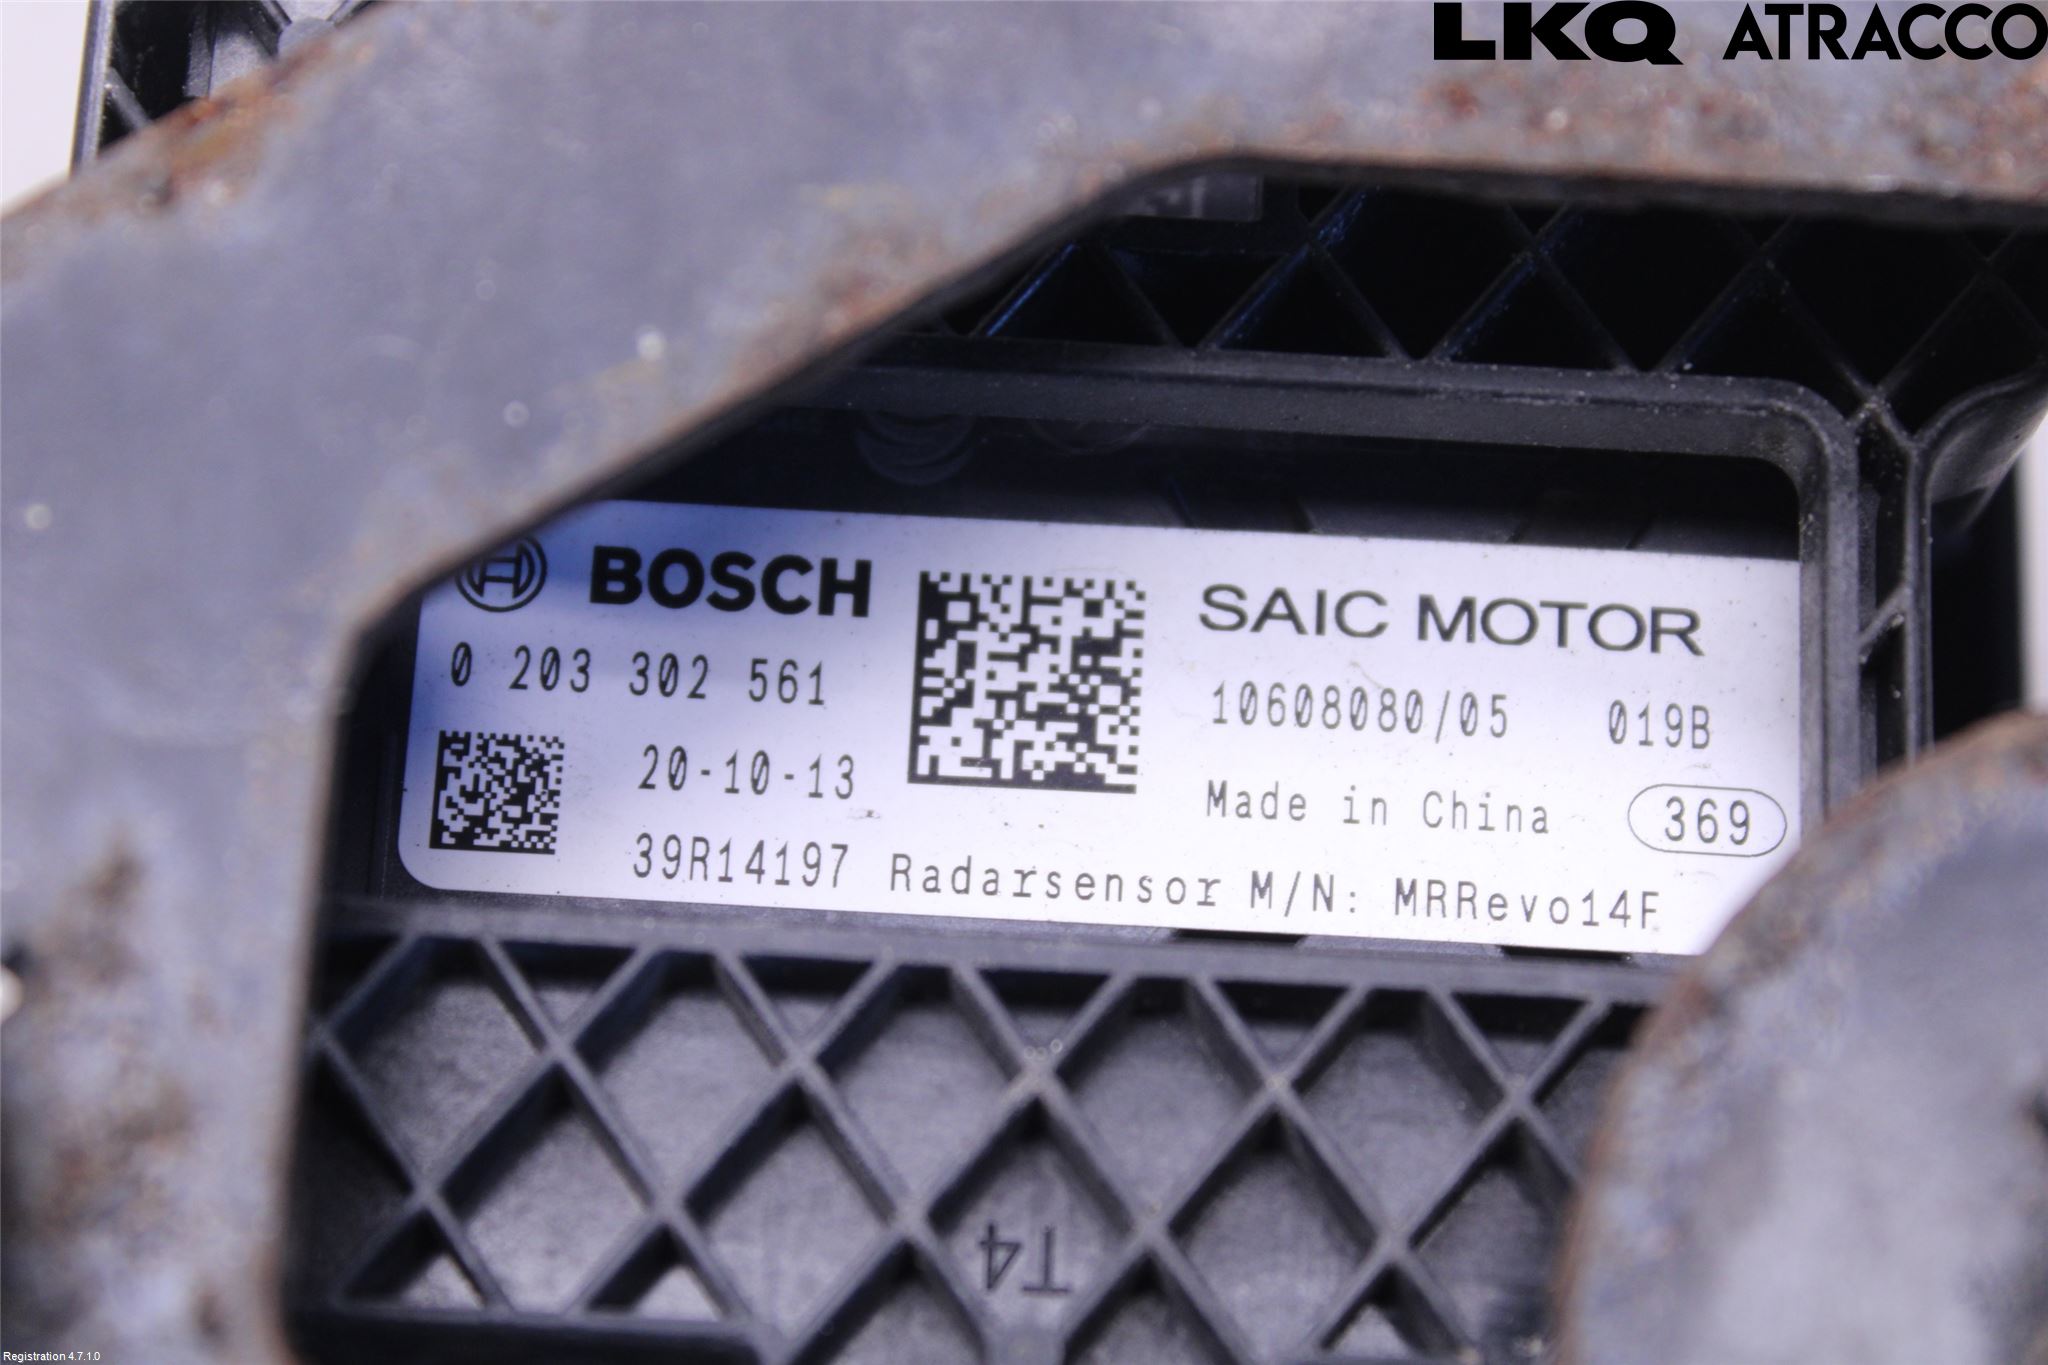 LKQ ATRACCO
BOSCH
SAIC MOTOR
0 203 302 561
10608080/05 019B
20-10-13
Made in China 369
39R14197 Radarsensor M/N: MRRevo14F
T4
Registration 4.7.1.0